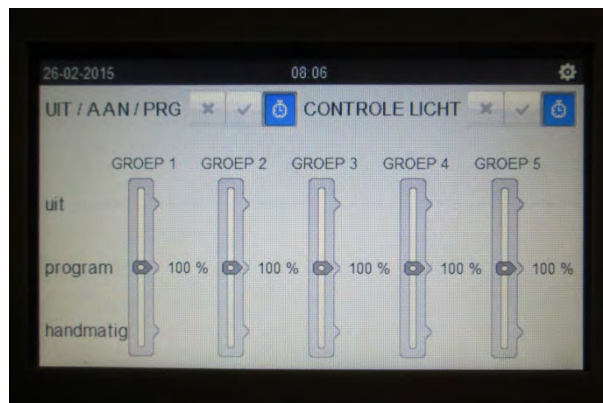 26-02-2015 08:06
UIT / AAN / PRG CONTROLE LICHT
GROEP 1 GROEP 2 GROEP 3 GROEP 4 GROEP 5
uit
program 100 % 100 % 100 % 100 % 100 %
handmatig